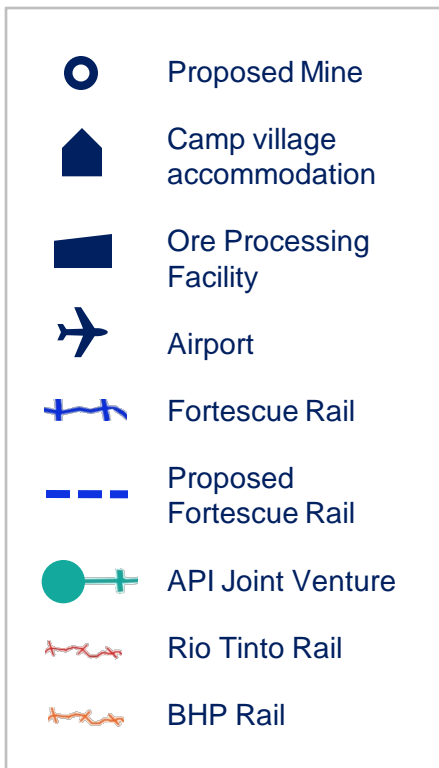 Proposed Mine
Camp village
accommodation
Ore Processing
Facility
Airport
Fortescue Rail
Proposed
Fortescue Rail
API Joint Venture
Rio Tinto Rail
BHP Rail